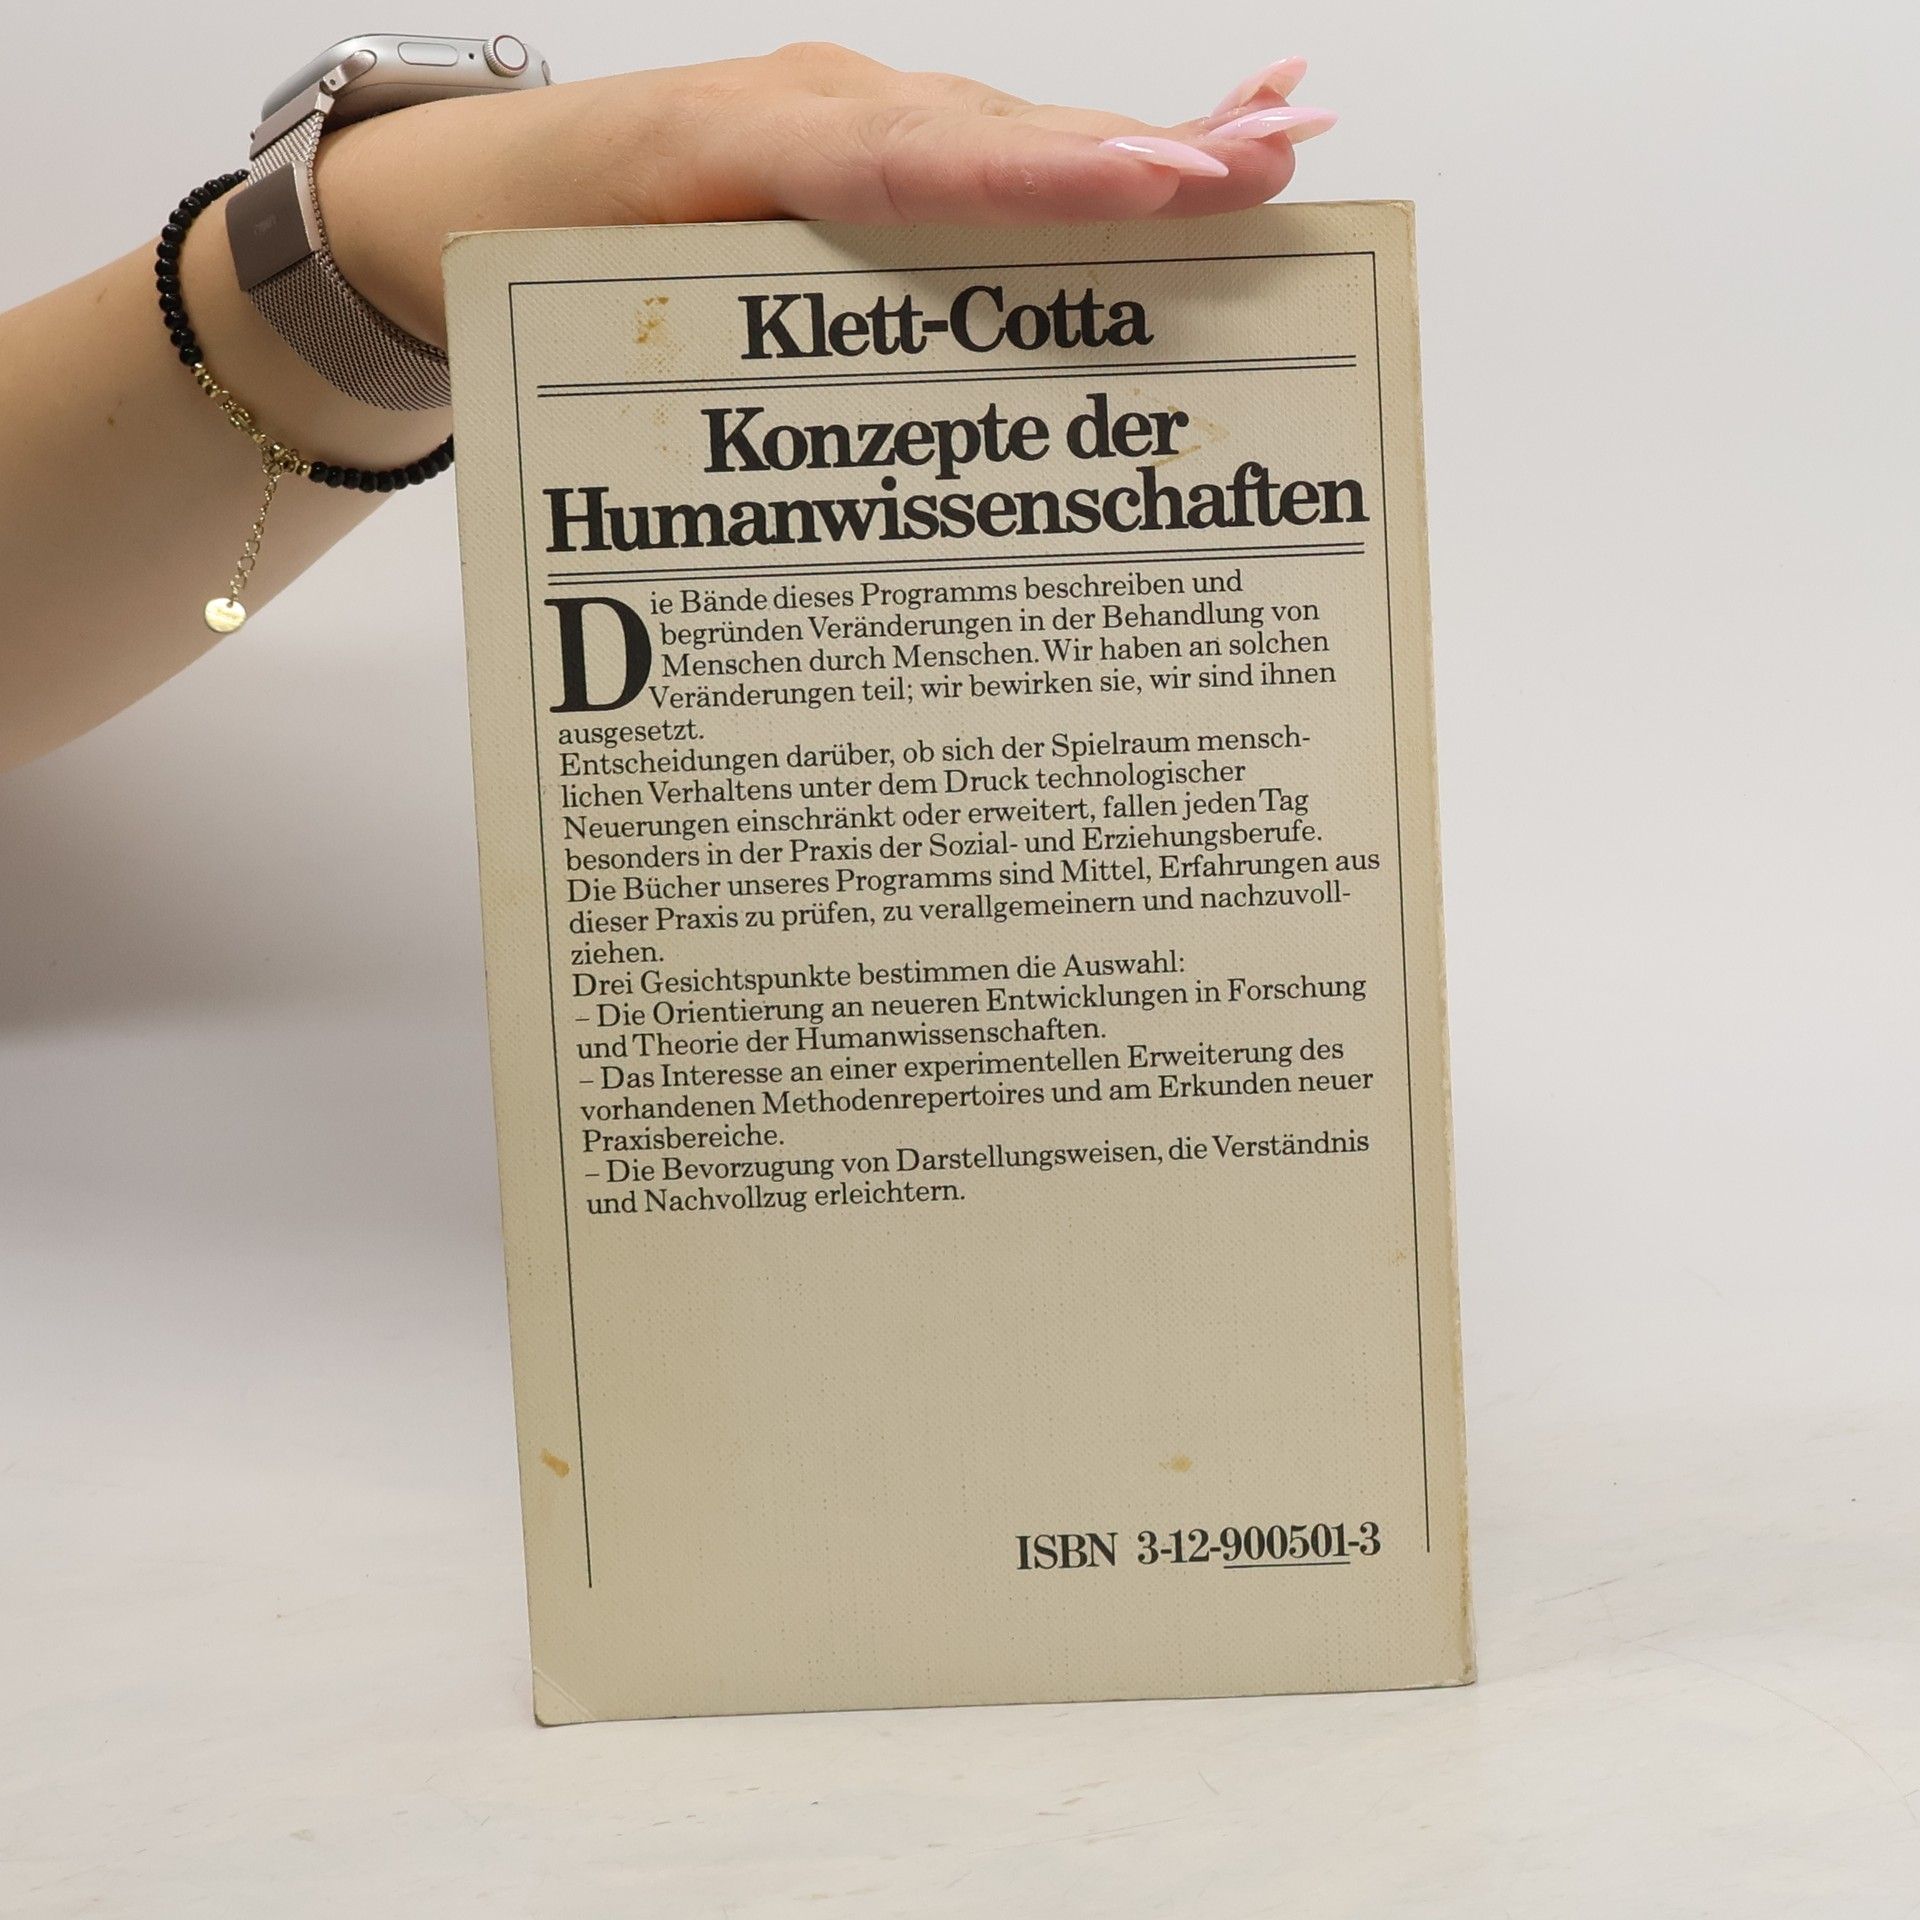 Klett-Cotta
Konzepte der
Humanwissenschaften
Die Bände dieses Programms beschreiben und
begründen Veränderungen in der Behandlung von
Menschen durch Menschen. Wir haben an solchen
Veränderungen teil; wir bewirken sie, wir sind ihnen
ausgesetzt.
Entscheidungen darüber, ob sich der Spielraum mensch-
lichen Verhaltens unter dem Druck technologischer
Neuerungen einschränkt oder erweitert, fallen jeden Tag
besonders in der Praxis der Sozial- und Erziehungsberufe.
Die Bücher unseres Programms sind Mittel, Erfahrungen aus
dieser Praxis zu prüfen, zu verallgemeinern und nachzuvoll-
ziehen.
Drei Gesichtspunkte bestimmen die Auswahl:
– Die Orientierung an neueren Entwicklungen in Forschung
und Theorie der Humanwissenschaften.
– Das Interesse an einer experimentellen Erweiterung des
vorhandenen Methodenrepertoires und am Erkunden neuer
Praxisbereiche.
– Die Bevorzugung von Darstellungsweisen, die Verständnis
und Nachvollzug erleichtern.
ISBN 3-12-900501-3